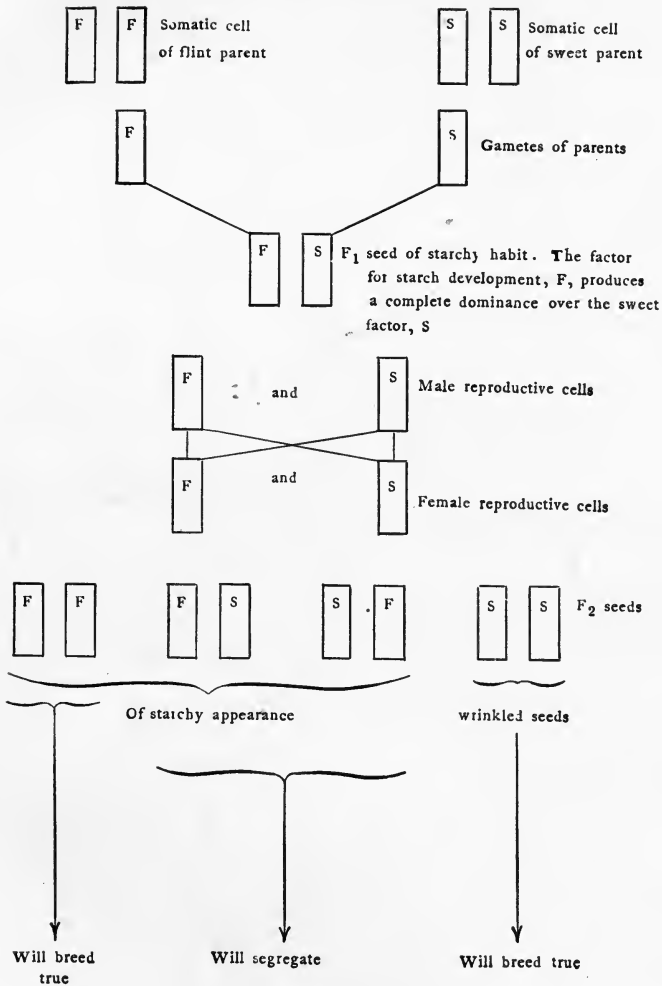 F F Somatic cell of flint parent
S S Somatic cell of sweet parent
F
S Gametes of parents
F S F1 seed of starchy habit. The factor
for starch development, F, produces
a complete dominance over the sweet
factor, S
F and S Male reproductive cells
F and S Female reproductive cells
F F F S S F S S F2 seeds
Of starchy appearance wrinkled seeds
Will breed true
Will segregate
Will breed true